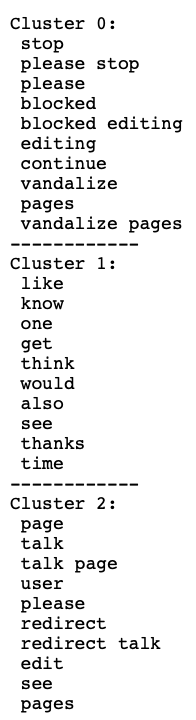 Cluster 0:
stop
please stop
please
blocked
blocked editing
editing
continue
vandalize
pages
vandalize pages
------------
Cluster 1:
like
know
one
get
think
would
also
see
thanks
time
------------
Cluster 2:
page
talk
talk page
user
please
redirect
redirect talk
edit
see
pages